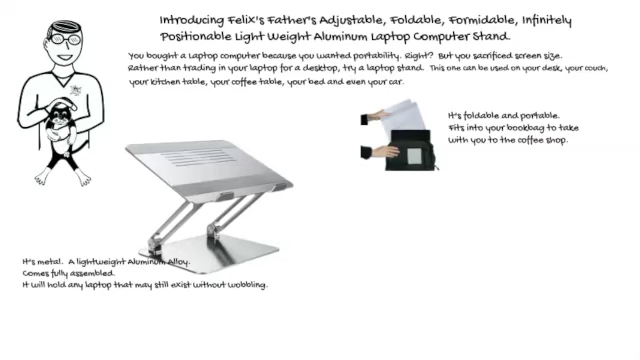 Introducing Felix's Father's Adjustable, Foldable, Formidable, Infinitely
Positionable Light Weight Aluminum Laptop Computer Stand.
You bought a Laptop computer because you wanted portability. Right? But you sacrificed screen size.
Rather than trading in your laptop for a desktop, try a laptop stand. This one can be used on your desk, your couch,
your kitchen table, your coffee table, your bed and even your car.
It's foldable and portable.
Fits into your bookbag to take
with you to the coffee shop.
It's metal. A lightweight Aluminum Alloy.
Comes fully assembled.
It will hold any laptop that may still exist without wobbling.